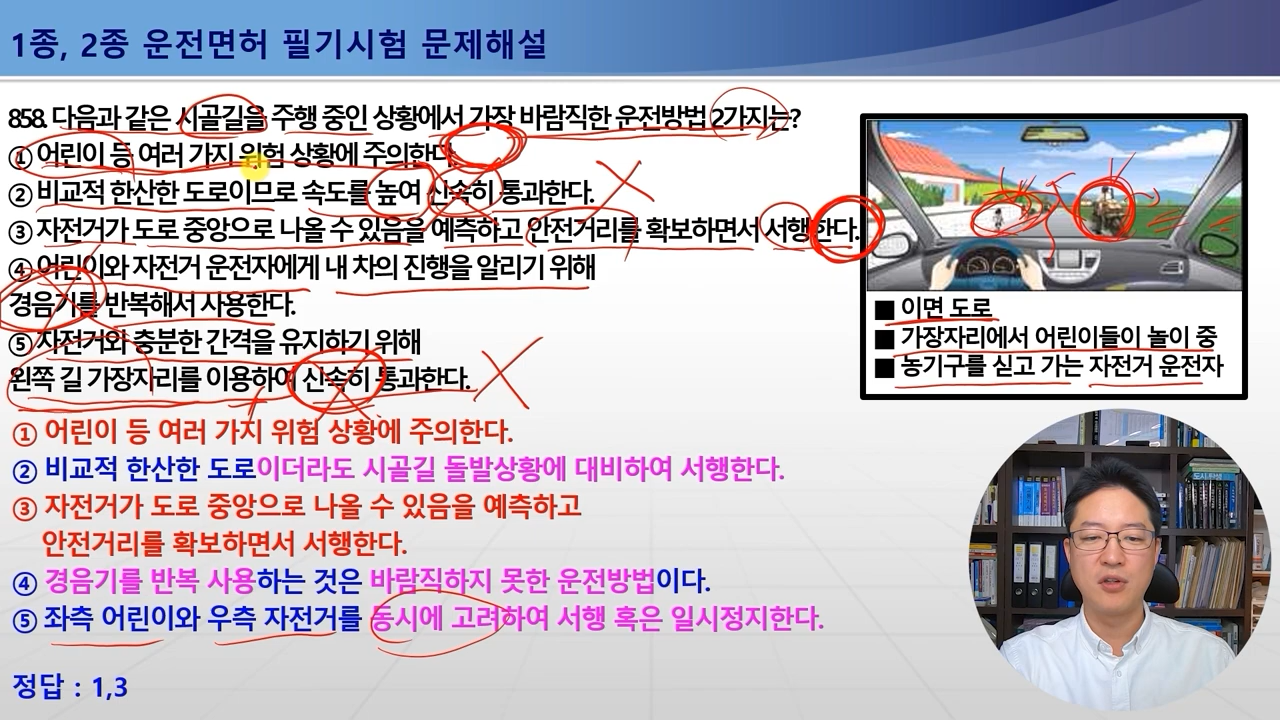 1종, 2종 운전면허 필기시험 문제해설
858. 다음과 같은 시골길을 주행 중인 상황에서 가장 바람직한 운전방법 2가지는?
① 어린이 등 여러 가지 위험 상황에 주의한다.
② 비교적 한산한 도로이므로 속도를 높여 신속히 통과한다.
③ 자전거가 도로 중앙으로 나올 수 있음을 예측하고 안전거리를 확보하면서 서행한다.
④ 어린이와 자전거 운전자에게 내 차의 진행을 알리기 위해
경음기를 반복해서 사용한다.
⑤ 자전거와 충분한 간격을 유지하기 위해
왼쪽 길 가장자리를 이용하여 신속히 통과한다.
■ 이면 도로
■ 가장자리에서 어린이들이 놀이 중
■ 농기구를 싣고 가는 자전거 운전자
① 어린이 등 여러 가지 위험 상황에 주의한다.
② 비교적 한산한 도로이더라도 시골길 돌발상황에 대비하여 서행한다.
③ 자전거가 도로 중앙으로 나올 수 있음을 예측하고
안전거리를 확보하면서 서행한다.
④ 경음기를 반복 사용하는 것은 바람직하지 못한 운전방법이다.
⑤ 좌측 어린이와 우측 자전거를 동시에 고려하여 서행 혹은 일시정지한다.
정답 : 1,3